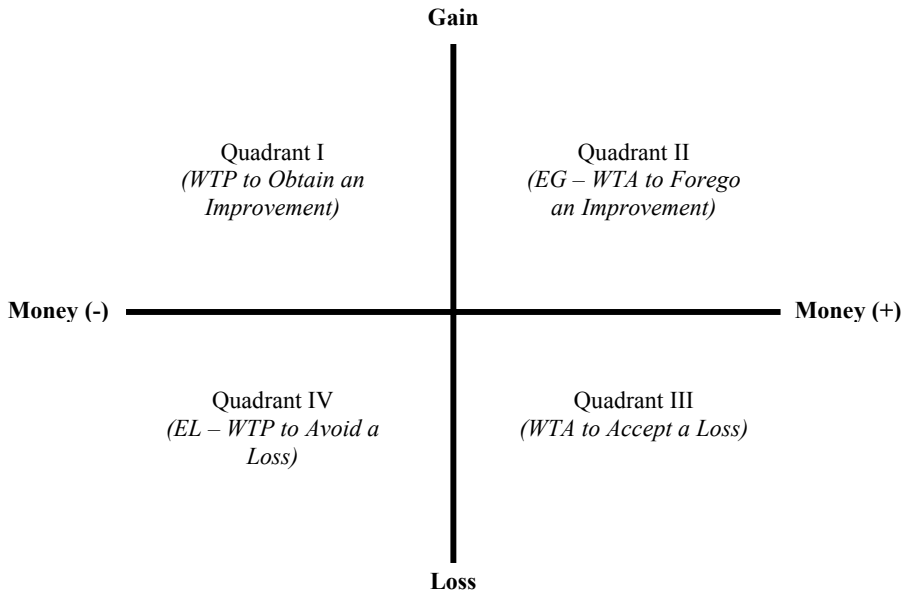 Gain
Quadrant I
(WTP to Obtain an
Improvement)
Quadrant II
(EG – WTA to Forego
an Improvement)
Money (-)
Money (+)
Quadrant IV
(EL – WTP to Avoid a
Loss)
Quadrant III
(WTA to Accept a Loss)
Loss